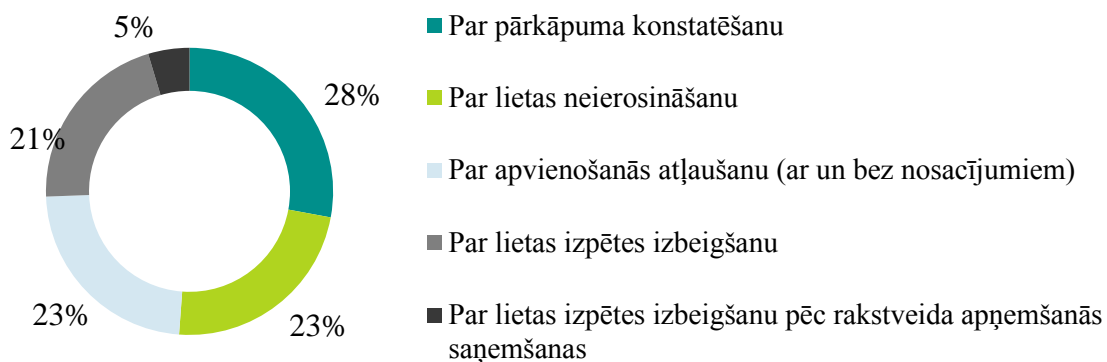 5%
28%
21%
23%
23%
Par pārkāpuma konstatēšanu
Par lietas neierosināšanu
Par apvienošanās atļaušanu (ar un bez nosacījumiem)
Par lietas izpētes izbeigšanu
Par lietas izpētes izbeigšanu pēc rakstveida apņemšanās
saņemšanas